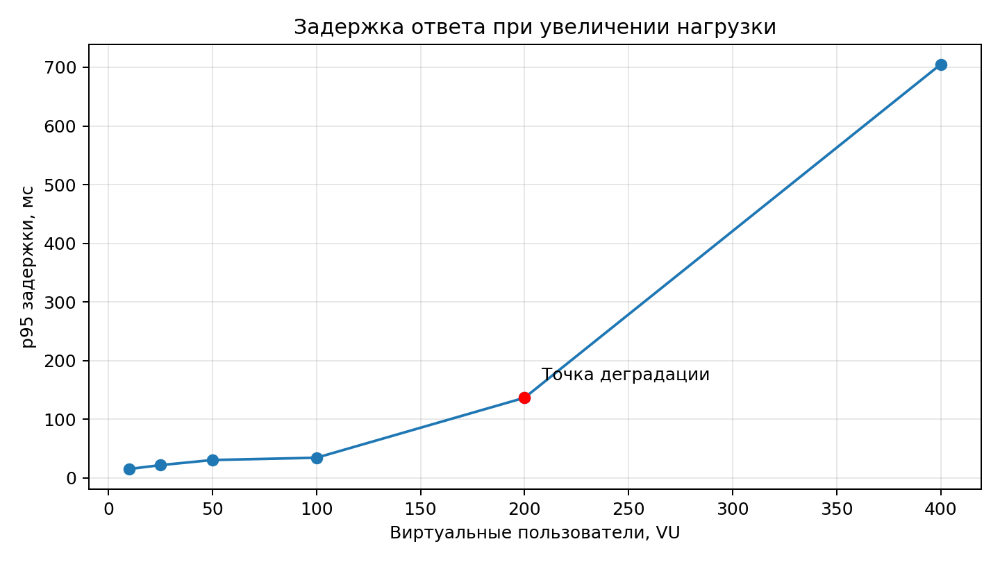 Задержка ответа при увеличении нагрузки
700
600
500
400
300
200
100
0
p95 задержки, мс
Точка деградации
0 50 100 150 200 250 300 350 400
Виртуальные пользователи, VU